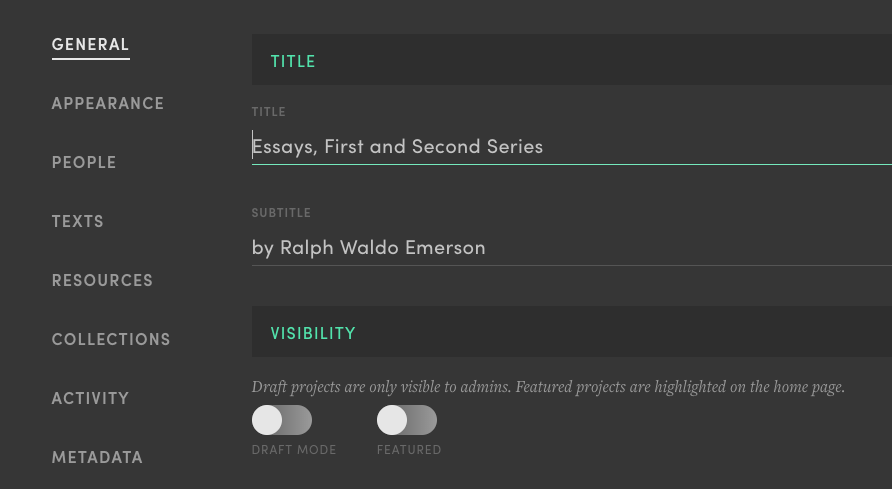 GENERAL
APPEARANCE
PEOPLE
TEXTS
RESOURCES
COLLECTIONS
ACTIVITY
METADATA
TITLE
TITLE
Essays, First and Second Series
SUBTITLE
by Ralph Waldo Emerson
VISIBILITY
Draft projects are only visible to admins. Featured projects are highlighted on the home page.
DRAFT MODE FEATURED